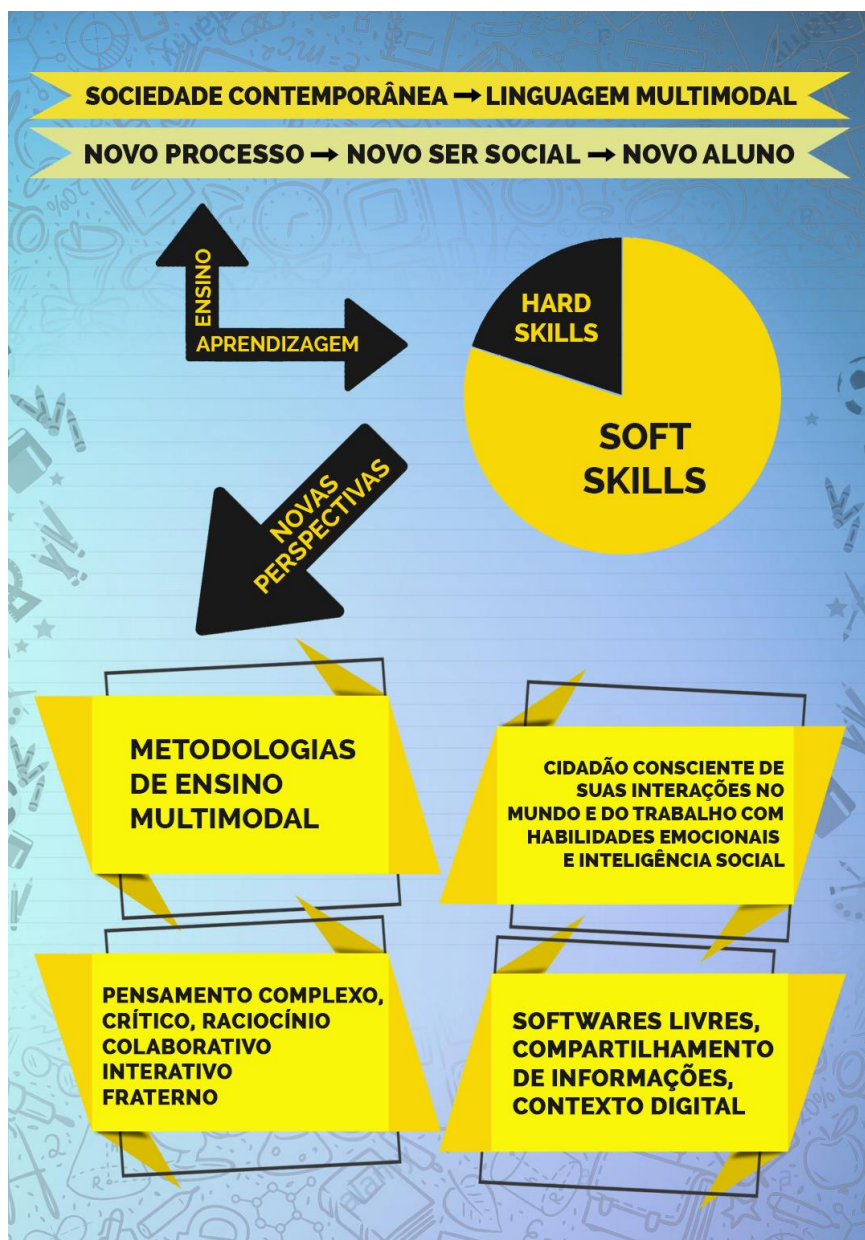 SOCIEDADE CONTEMPORÂNEA → LINGUAGEM MULTIMODAL
NOVO PROCESSO → NOVO SER SOCIAL → NOVO ALUNO
ENSINO
APRENDIZAGEM
HARD
SKILLS
SOFT
SKILLS
NOVAS
PERSPECTIVAS
METODOLOGIAS
DE ENSINO
MULTIMODAL
CIDADÃO CONSCIENTE DE
SUAS INTERAÇÕES NO
MUNDO E DO TRABALHO COM
HABILIDADES EMOCIONAIS
E INTELIGÊNCIA SOCIAL
PENSAMENTO COMPLEXO,
CRÍTICO, RACIOCÍNIO
COLABORATIVO
INTERATIVO
FRATERNO
SOFTWARES LIVRES,
COMPARTILHAMENTO
DE INFORMAÇÕES,
CONTEXTO DIGITAL